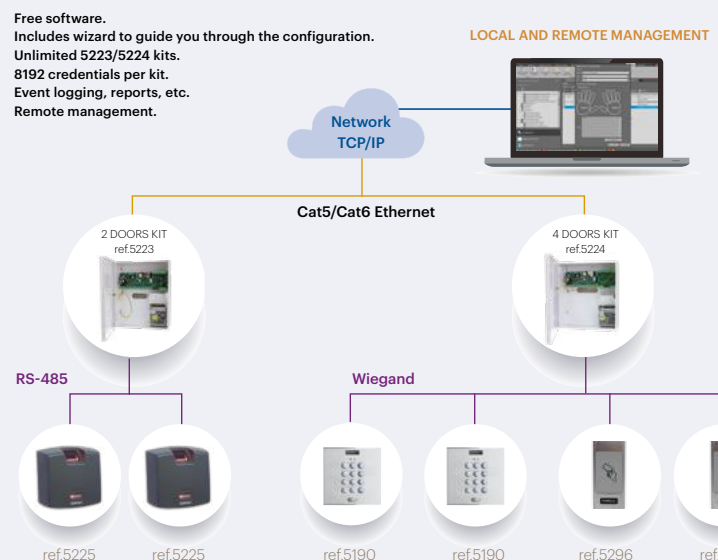 Free software.
Includes wizard to guide you through the configuration.
Unlimited 5223/5224 kits.
8192 credentials per kit.
Event logging, reports, etc.
Remote management.
LOCAL AND REMOTE MANAGEMENT
Network
TCP/IP
Cat5/Cat6 Ethernet
2 DOORS KIT
ref.5223
4 DOORS KIT
ref.5224
RS-485
Wiegand
ref.5225
ref.5225
ref.5190
ref.5190
ref.5296
ref.